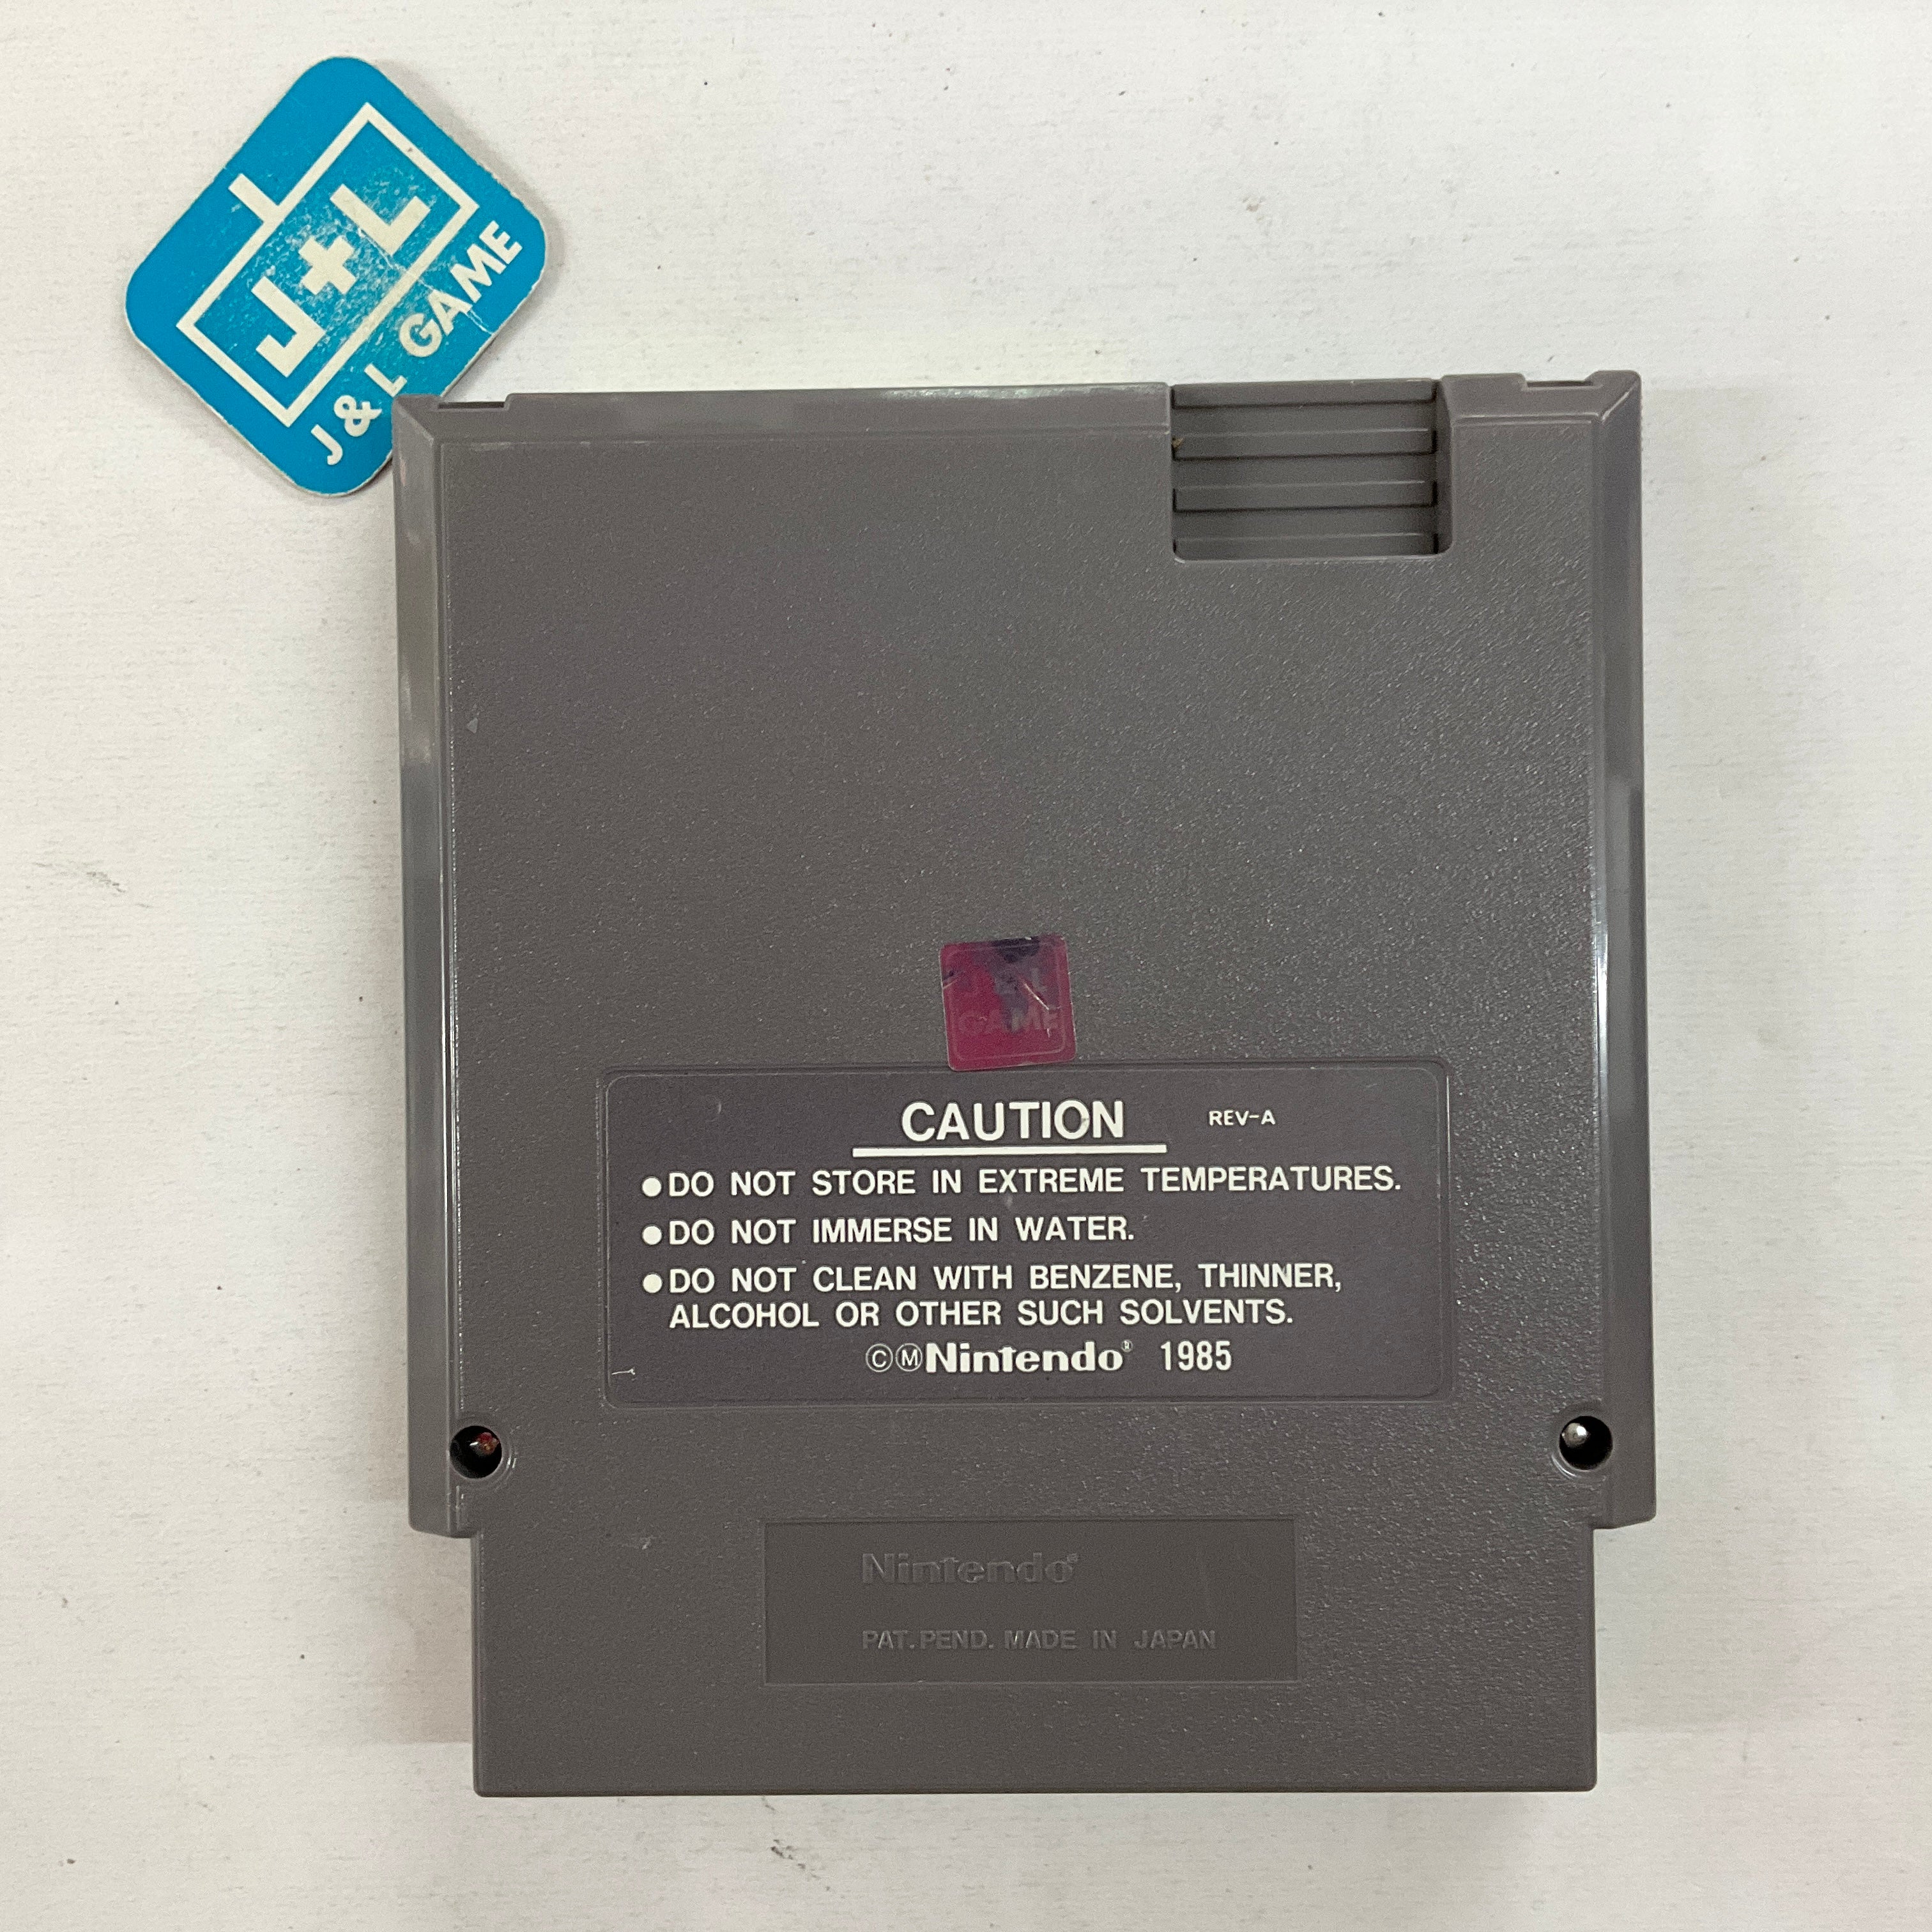 J+L
J & L GAME
J & L
GAME
CAUTION REV-A
●DO NOT STORE IN EXTREME TEMPERATURES.
●DO NOT IMMERSE IN WATER.
●DO NOT CLEAN WITH BENZENE, THINNER,
ALCOHOL OR OTHER SUCH SOLVENTS.
ⒸⓂNintendo® 1985
Nintendo®
PAT. PEND. MADE IN JAPAN